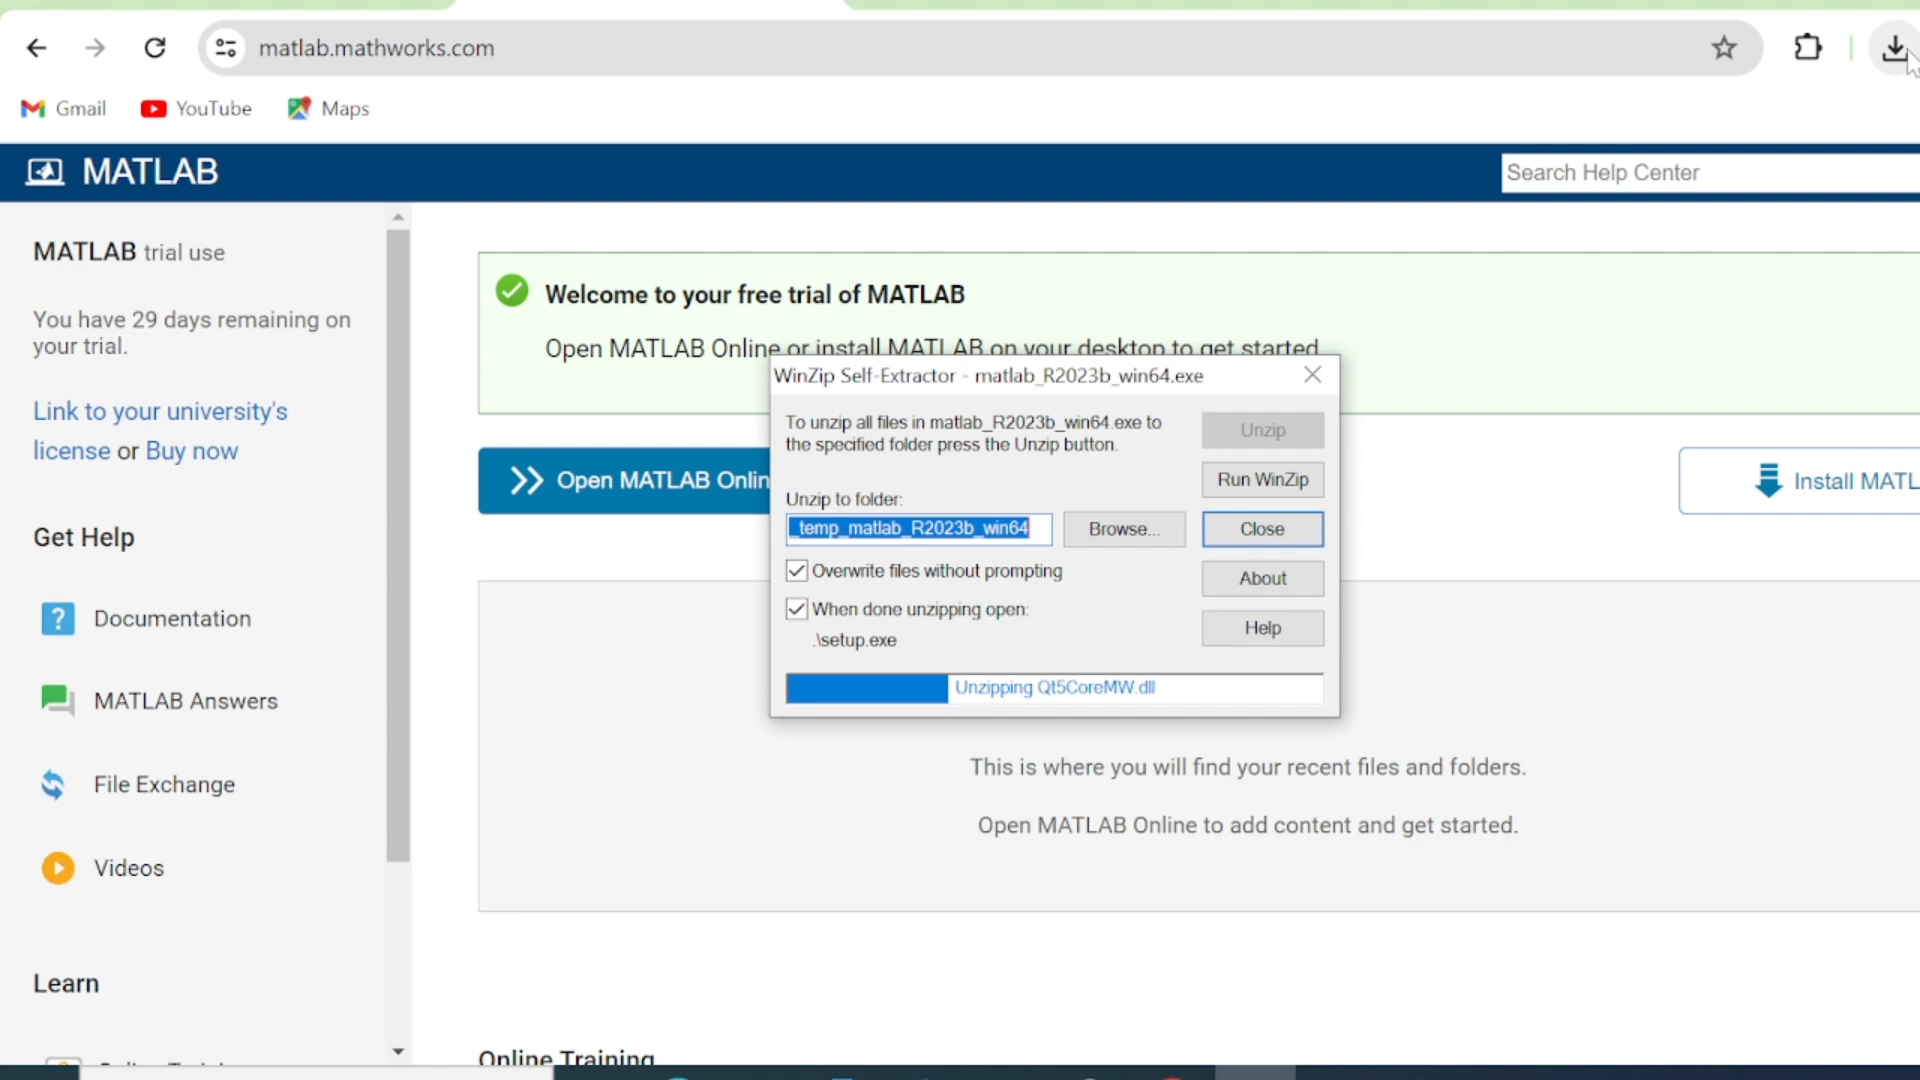 matlab.mathworks.com
Gmail
YouTube
Maps
MATLAB
Search Help Center
MATLAB trial use
You have 29 days remaining on
your trial.
Link to your university's
license or Buy now
Get Help
Documentation
MATLAB Answers
File Exchange
Videos
Learn
Welcome to your free trial of MATLAB
Open MATLAB Online or install MATLAB on your desktop to get started
Open MATLAB Onlin
Install MATL
WinZip Self-Extractor - matlab_R2023b_win64.exe
To unzip all files in matlab_R2023b_win64.exe to
the specified folder press the Unzip button.
Unzip to folder:
_temp_matlab_R2023b_win64
Browse...
Overwrite files without prompting
When done unzipping open:
.\setup.exe
Unzip
Run WinZip
Close
About
Help
Unzipping Qt5CoreMW.dll
This is where you will find your recent files and folders.
Open MATLAB Online to add content and get started.
Online Training